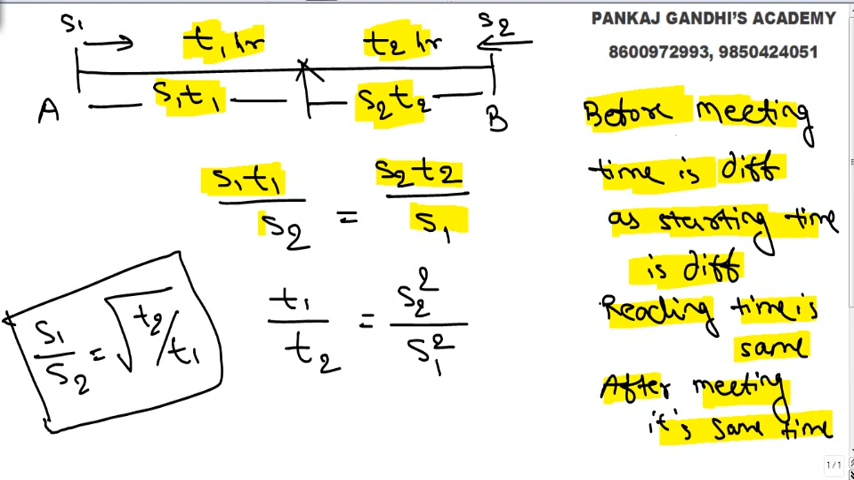 S1 S2 PANKAJ GANDHI'S ACADEMY
t1 hr t2 hr
8600972993, 9850424051
A S1t1 S2t2 B
Before meeting
time is diff
as starting time
is diff
Reaching time is
same
After meeting
it's same time
S1t1/S2 = S2t2/S1
t1/t2 = S2²/S1²
S1/S2 = √t2/t1
1/1